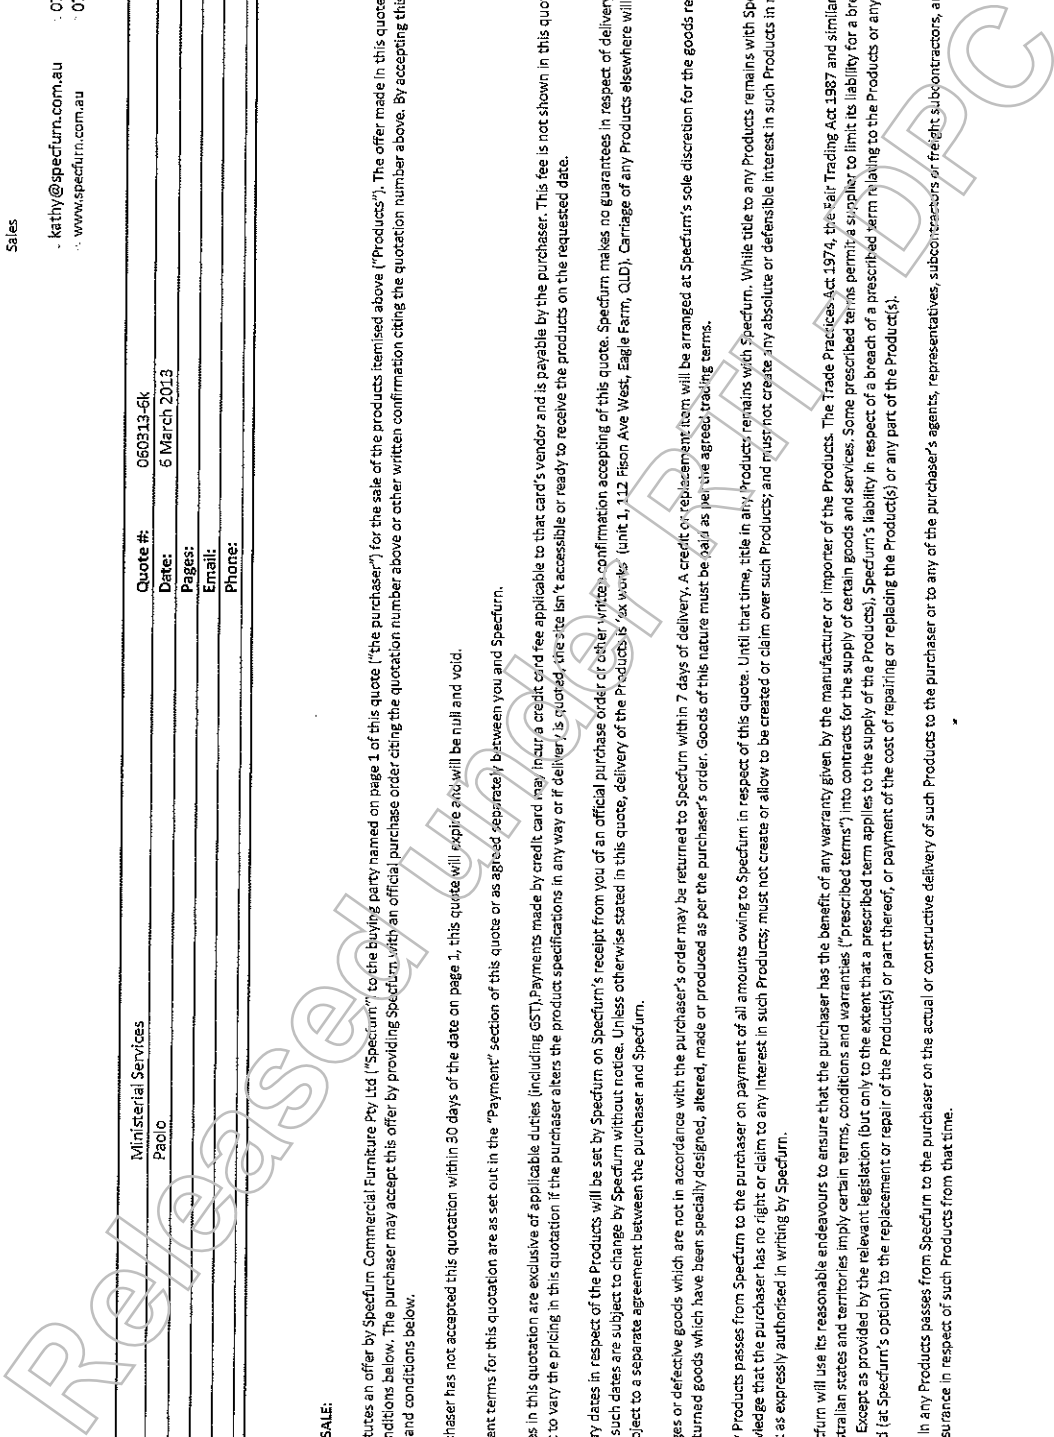 Sales
- kathy@specfurn.com.au
www.specfurn.com.au
: 0
: 0
Ministerial Services
Quote #: 060313-6k
Paolo
Date: 6 March 2013
Pages:
Email:
Phone:
SALE:
tutes an offer by Specfurn Commercial Furniture Pty Ltd ("Specfurn") to the buying party named on page 1 of this quote ("the purchaser") for the sale of the products itemised above ("Products"). The offer made in this quote
nditions below. The purchaser may accept this offer by providing Specfurn with an official purchase order citing the quotation number above or other written confirmation citing the quotation number above. By accepting this
and conditions below.
haser has not accepted this quotation within 30 days of the date on page 1, this quote will expire and will be null and void.
ent terms for this quotation are as set out in the "Payment" section of this quote or as agreed separately between you and Specfurn.
es in this quotation are exclusive of applicable duties (including GST).Payments made by credit card may incur a credit card fee applicable to that card's vendor and is payable by the purchaser. This fee is not shown in this quo
t to vary the pricing in this quotation if the purchaser alters the product specifications in any way or if delivery is quoted, the site isn't accessible or ready to receive the products on the requested date.
ry dates in respect of the Products will be set by Specfurn on Specfurn's receipt from you of an official purchase order or other written confirmation accepting of this quote. Specfurn makes no guarantees in respect of delivery
such dates are subject to change by Specfurn without notice. Unless otherwise stated in this quote, delivery of the Products is 'ex works' (unit 1, 112 Fison Ave West, Eagle Farm, QLD). Carriage of any Products elsewhere will
bject to a separate agreement between the purchaser and Specfurn.
ges or defective goods which are not in accordance with the purchaser's order may be returned to Specfurn within 7 days of delivery. A credit or replacement item will be arranged at Specfurn's sole discretion for the goods re
turned goods which have been specially designed, altered, made or produced as per the purchaser's order. Goods of this nature must be paid as per the agreed trading terms.
y Products passes from Specfurn to the purchaser on payment of all amounts owing to Specfurn in respect of this quote. Until that time, title in any Products remains with Specfurn. While title to any Products remains with Spe
wledge that the purchaser has no right or claim to any Interest in such Products; must not create or allow to be created or claim over such Products; and must not create any absolute or defensible interest in such Products in
t as expressly authorised in writing by Specfurn.
cfurn will use its reasonable endeavours to ensure that the purchaser has the benefit of any warranty given by the manufacturer or importer of the Products. The Trade Practices Act 1974, the Fair Trading Act 1987 and similar
stralian states and territories imply certain terms, conditions and warranties ("prescribed terms") into contracts for the supply of certain goods and services. Some prescribed terms permit a supplier to limit its liability for a bre
Except as provided by the relevant legislation (but only to the extent that a prescribed term applies to the supply of the Products), Specfurn's liability in respect of a breach of a prescribed term relating to the Products or any
d (at Specfurn's option) to the replacement or repair of the Product(s) or part thereof, or payment of the cost of repairing or replacing the Product(s) or any part of the Product(s).
In any Products passes from Specfurn to the purchaser on the actual or constructive delivery of such Products to the purchaser or to any of the purchaser's agents, representatives, subcontractors or freight subcontractors, a
surance in respect of such Products from that time.
Released under RTI - DPC